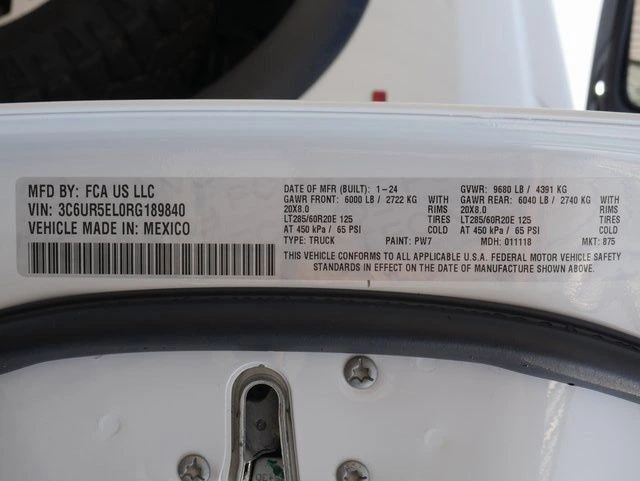 MFD BY: FCA US LLC
VIN: 3C6UR5EL0RG189840
VEHICLE MADE IN: MEXICO
DATE OF MFR (BUILT): 1-24 GVWR: 9680 LB / 4391 KG
GAWR FRONT: 6000 LB / 2722 KG WITH GAWR REAR: 6040 LB / 2740 KG WITH
20X8.0 RIMS 20X8.0 RIMS
LT285/60R20E 125 TIRES LT285/60R20E 125 TIRES
AT 450 kPa / 65 PSI COLD AT 450 kPa / 65 PSI COLD
TYPE: TRUCK PAINT: PW7 MDH: 011118 MKT: 875
THIS VEHICLE CONFORMS TO ALL APPLICABLE U.S.A. FEDERAL MOTOR VEHICLE SAFETY
STANDARDS IN EFFECT ON THE DATE OF MANUFACTURE SHOWN ABOVE.